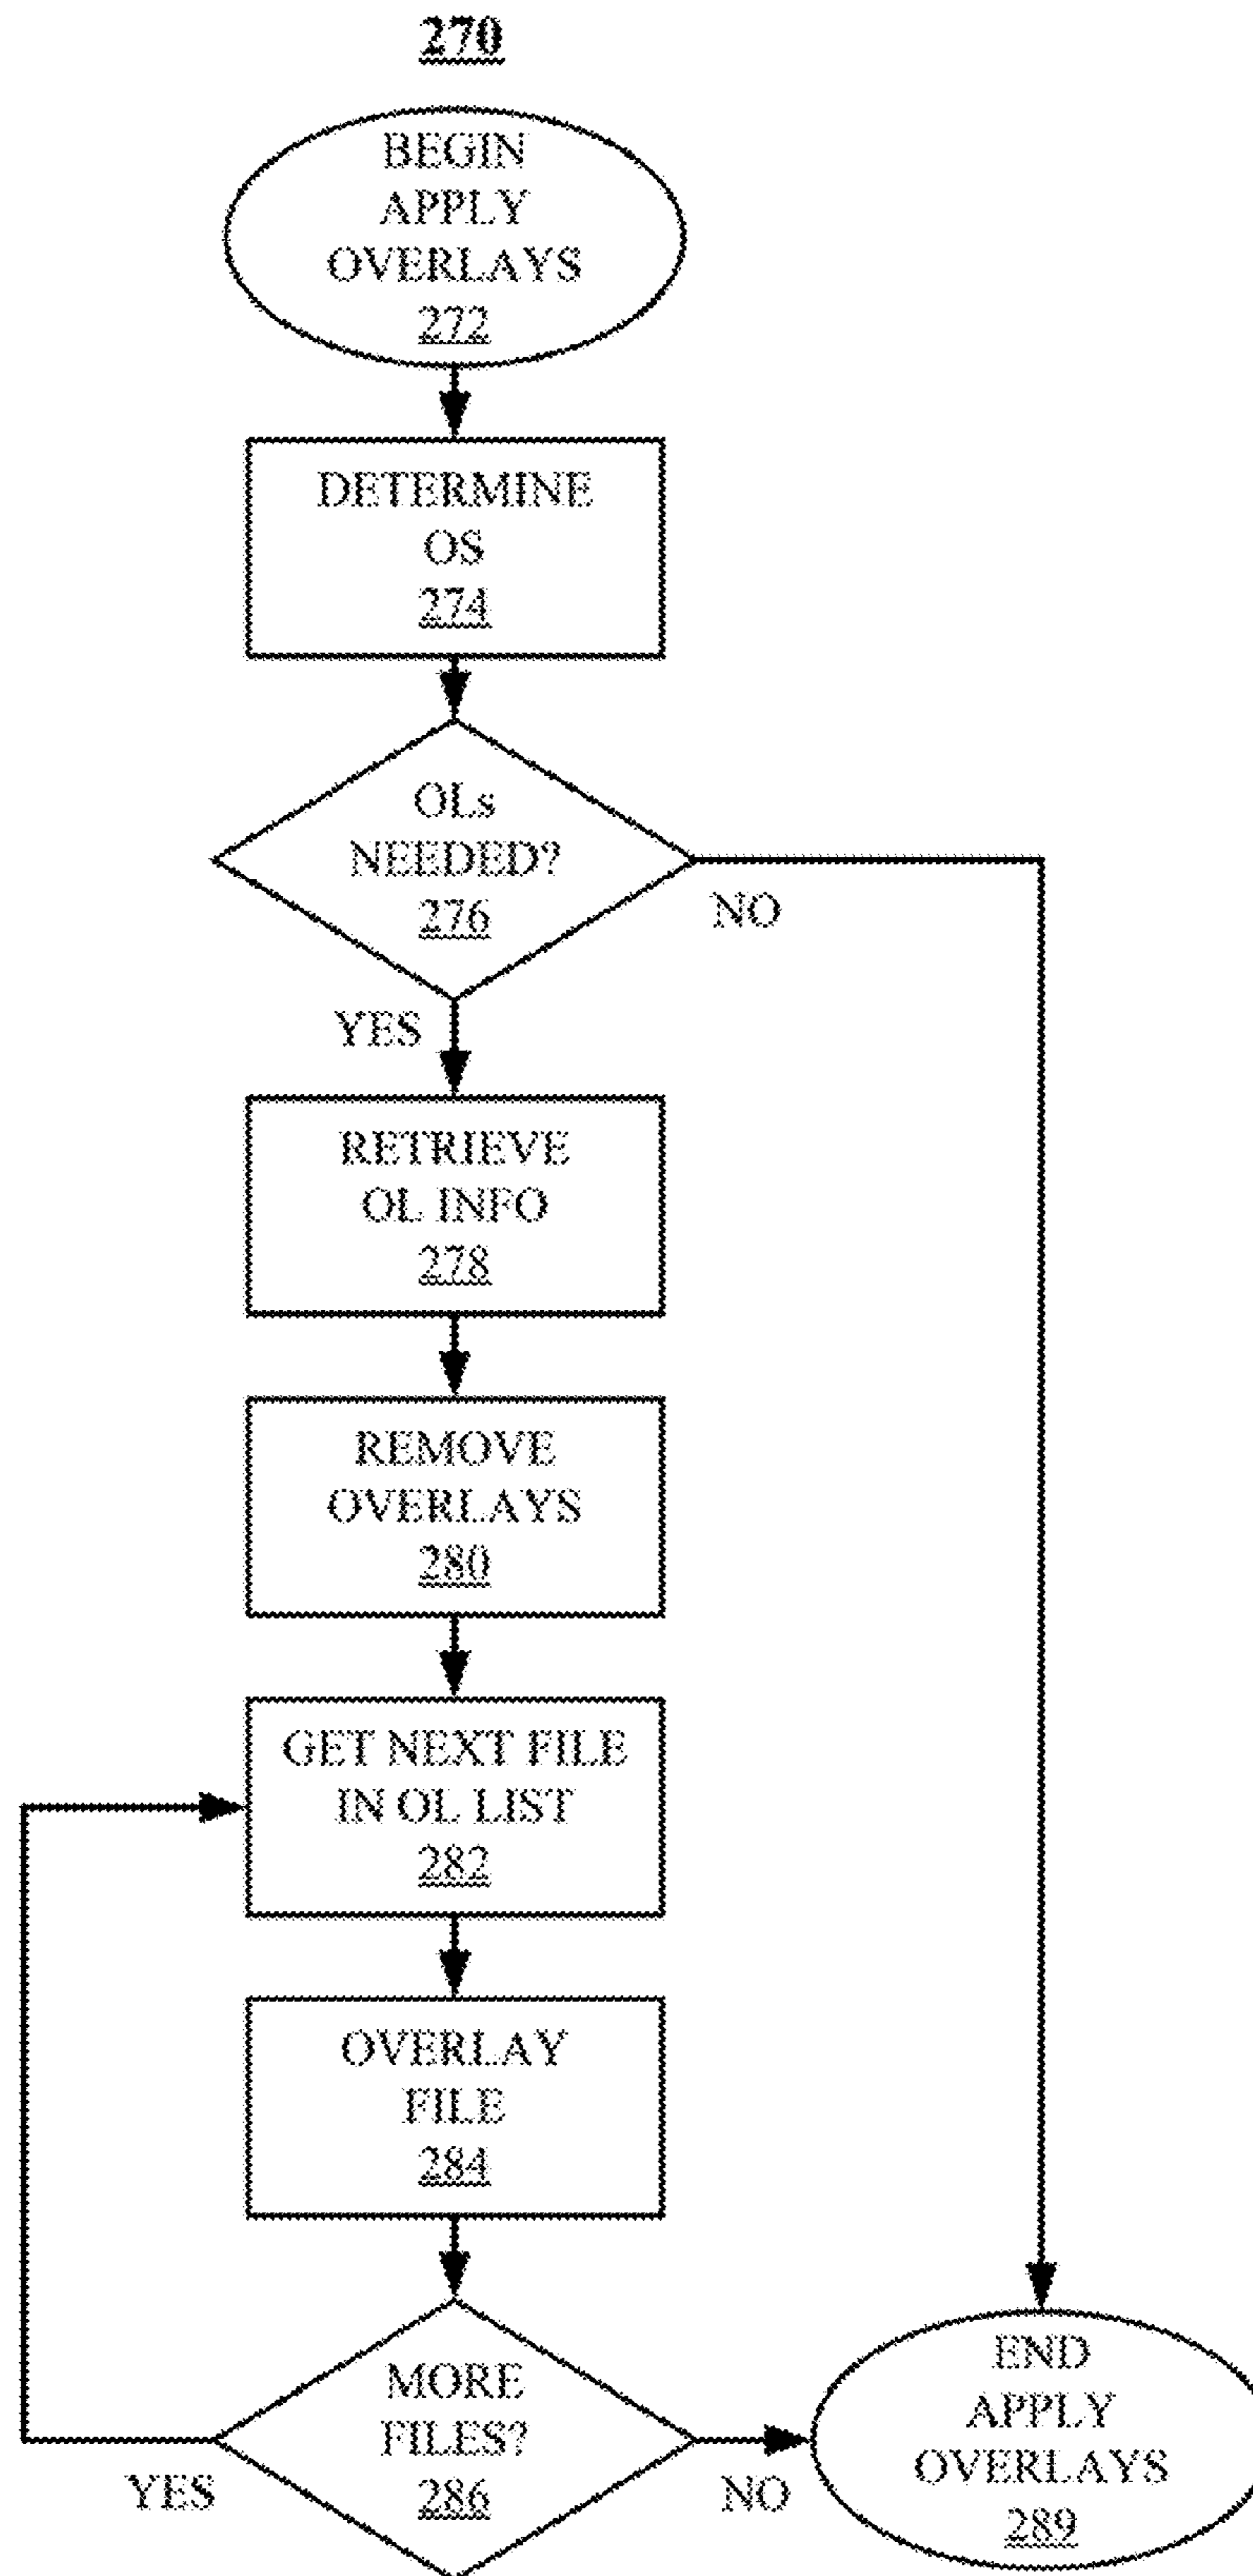 270
BEGIN
APPLY
OVERLAYS
272
DETERMINE
OS
274
OLs
NEEDED?
276
NO
YES
RETRIEVE
OL INFO
278
REMOVE
OVERLAYS
280
GET NEXT FILE
IN OL LIST
282
OVERLAY
FILE
284
MORE
FILES?
286
YES
NO
END
APPLY
OVERLAYS
289